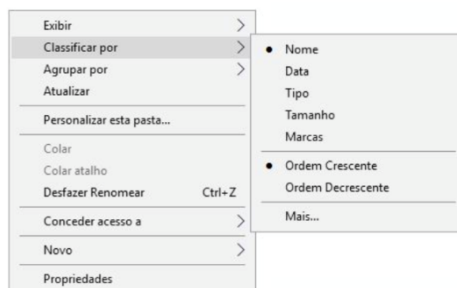 Exibir
Classificar por
Agrupar por
Atualizar
Personalizar esta pasta...
Colar
Colar atalho
Desfazer Renomear Ctrl+Z
Conceder acesso a
Novo
Propriedades
Nome
Data
Tipo
Tamanho
Marcas
Ordem Crescente
Ordem Decrescente
Mais...